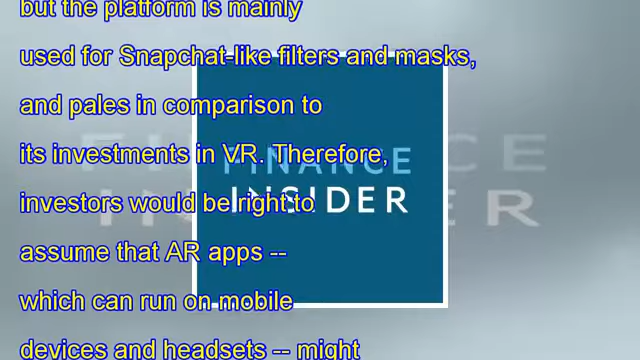 but the platform is mainly
used for Snapchat-like filters and masks,
and pales in comparison to
its investments in VR. Therefore,
investors would be right to
assume that AR apps --
which can run on mobile
devices and headsets -- might
FINANCE
INSIDER
FINANCE
INSIDER